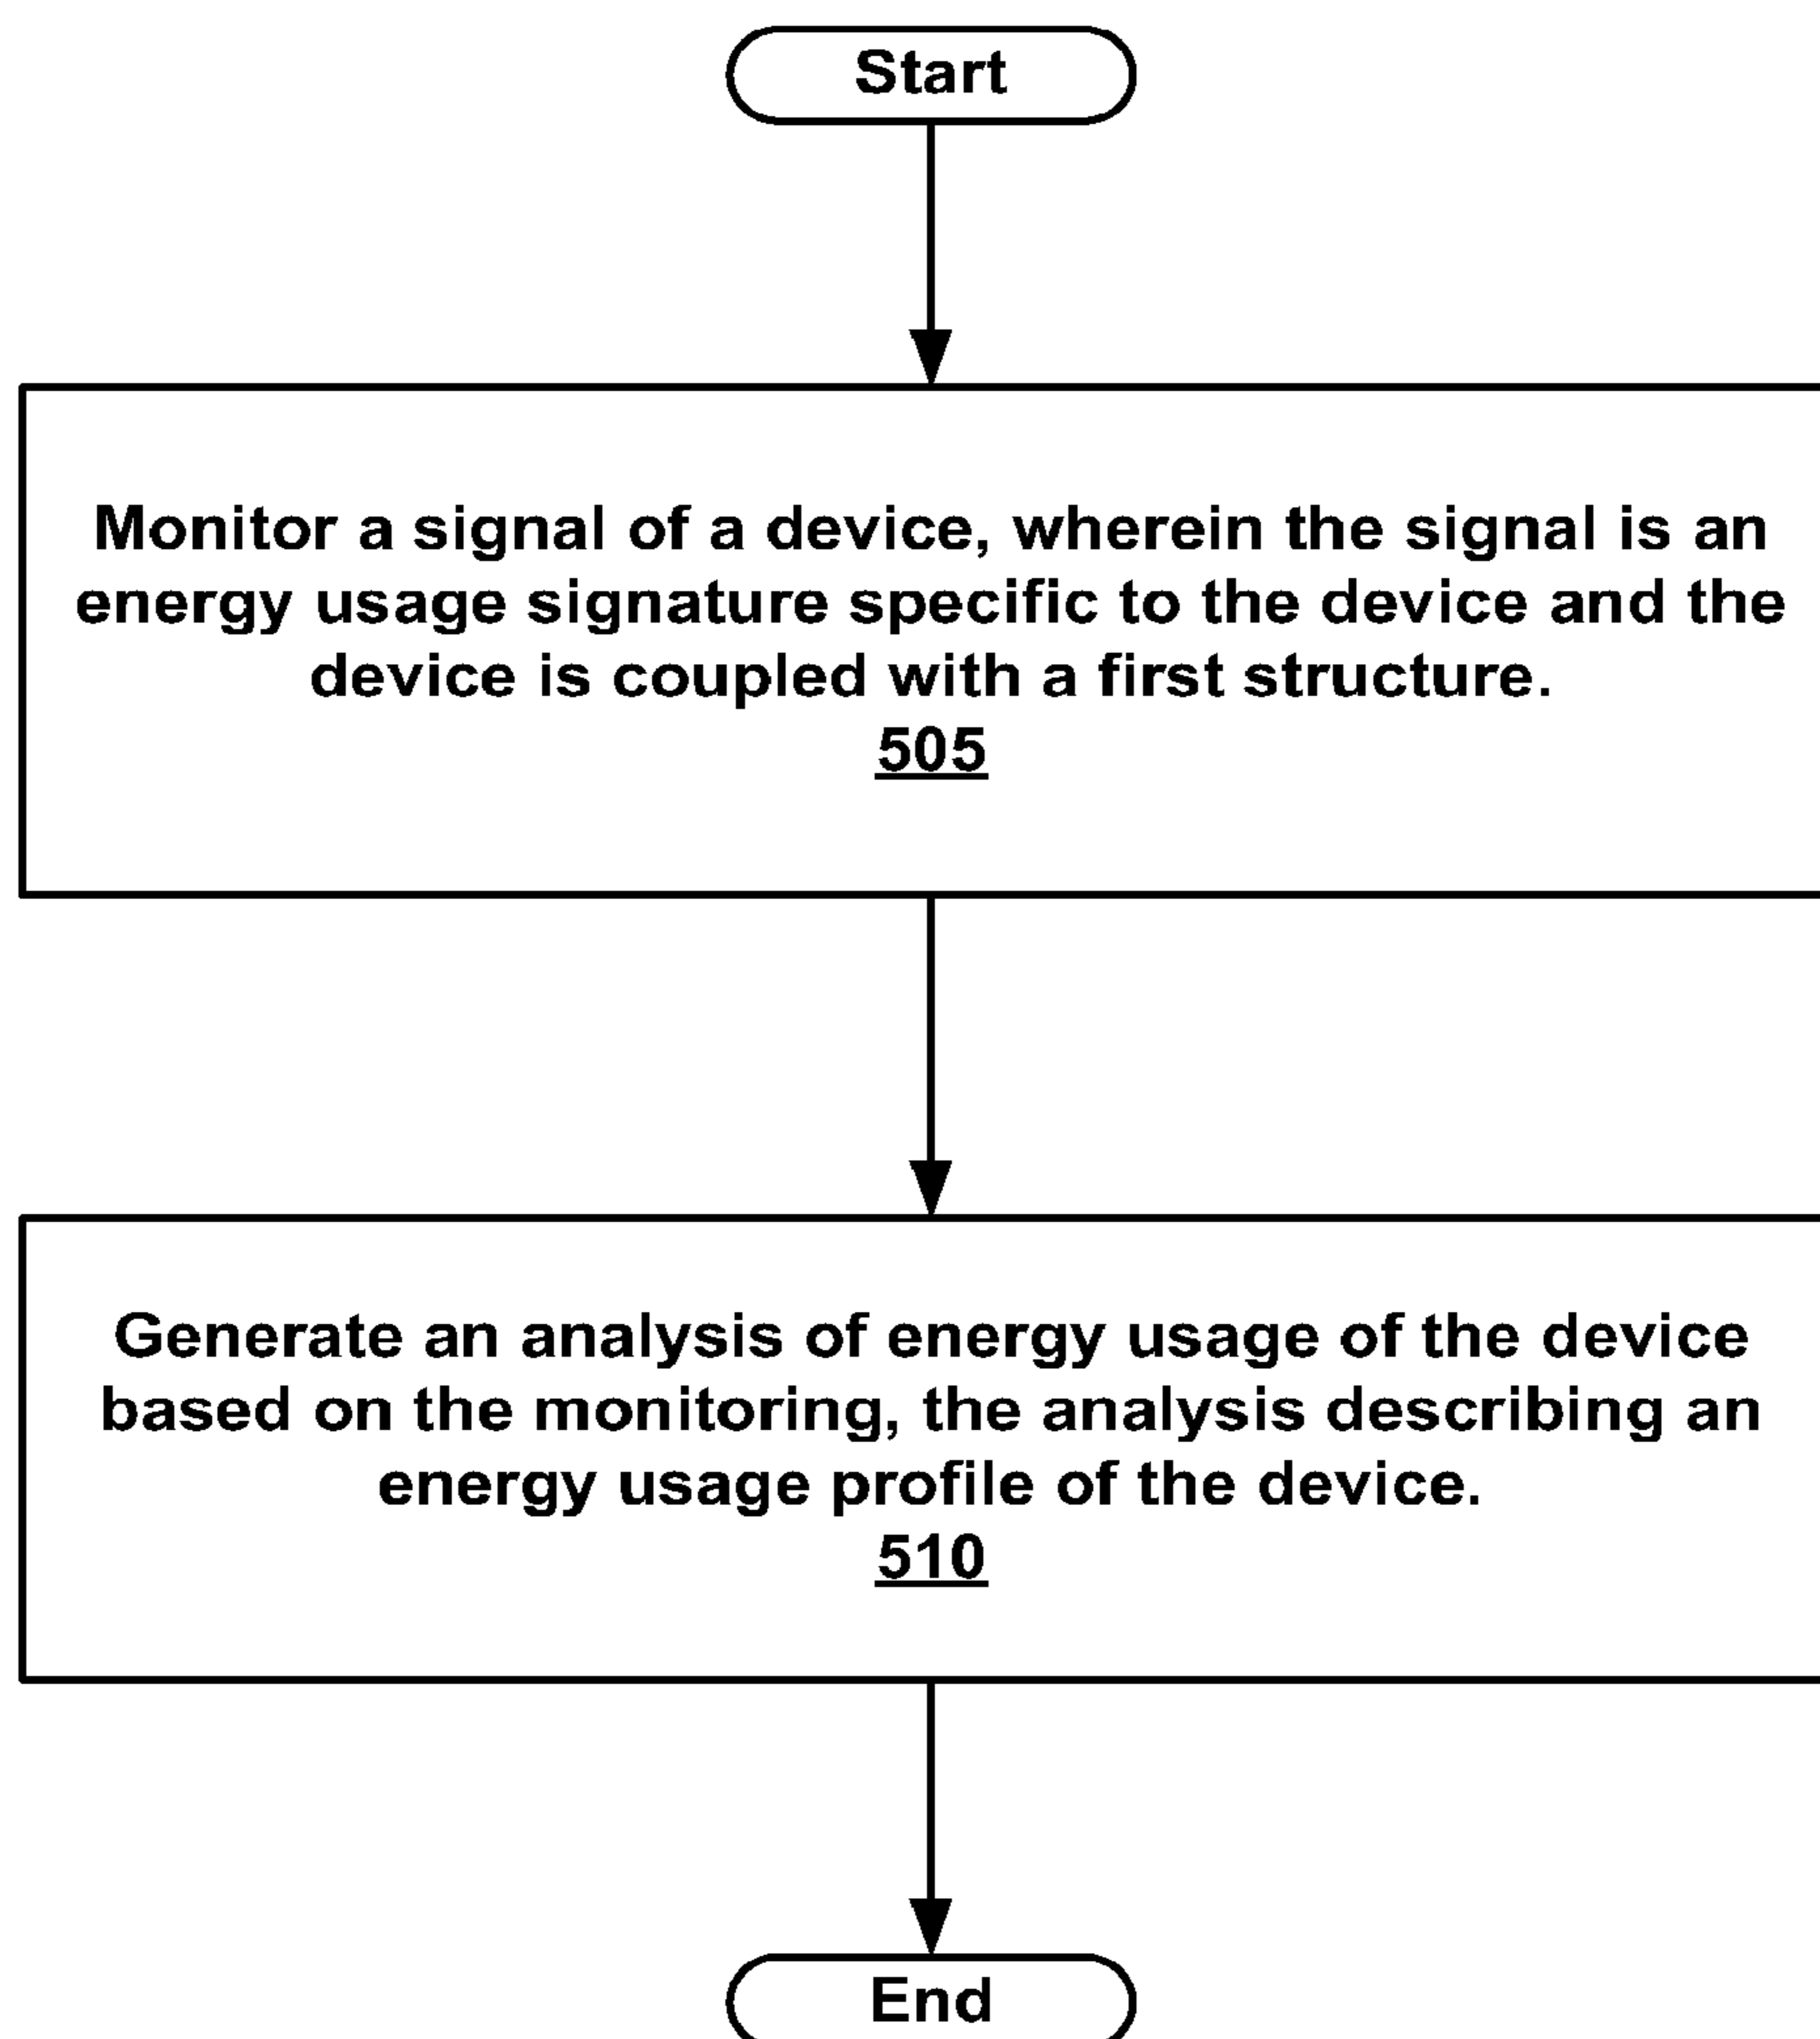 Start
Monitor a signal of a device, wherein the signal is an
energy usage signature specific to the device and the
device is coupled with a first structure.
505
Generate an analysis of energy usage of the device
based on the monitoring, the analysis describing an
energy usage profile of the device.
510
End